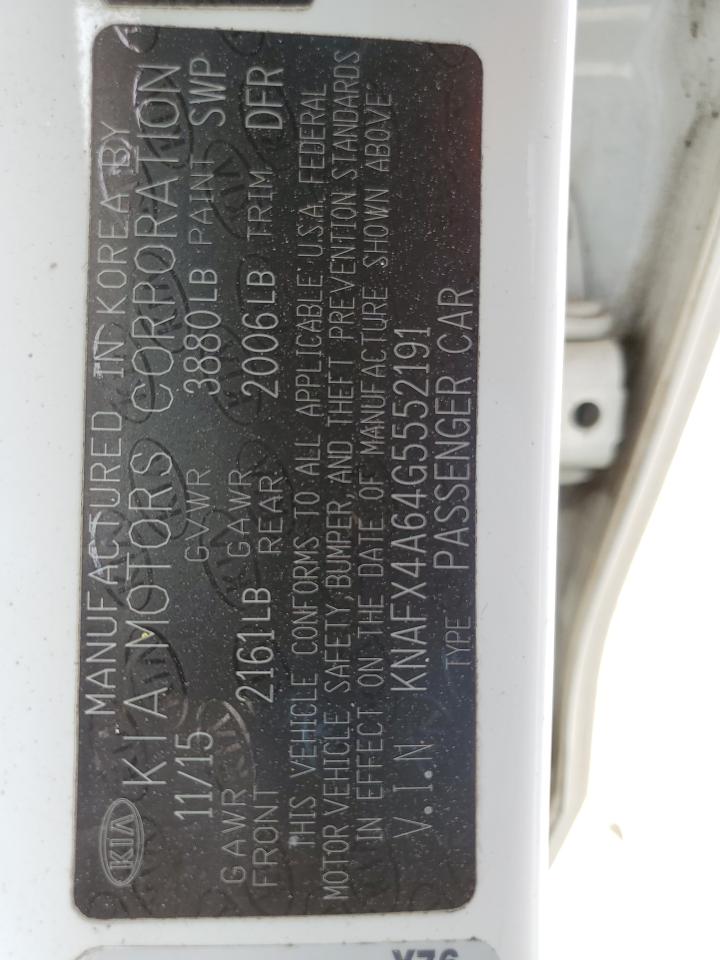 MANUFACTURED IN KOREA BY
KIA KIA MOTORS CORPORATION
11/15 GVWR 3880LB PAINT SWP
GAWR FRONT 2161LB GAWR REAR 2006LB TRIM DFR
THIS VEHICLE CONFORMS TO ALL APPLICABLE U.S.A. FEDERAL
MOTOR VEHICLE SAFETY, BUMPER, AND THEFT PREVENTION STANDARDS
IN EFFECT ON THE DATE OF MANUFACTURE SHOWN ABOVE
V.I.N KNAFX4A64G5552191
TYPE PASSENGER CAR